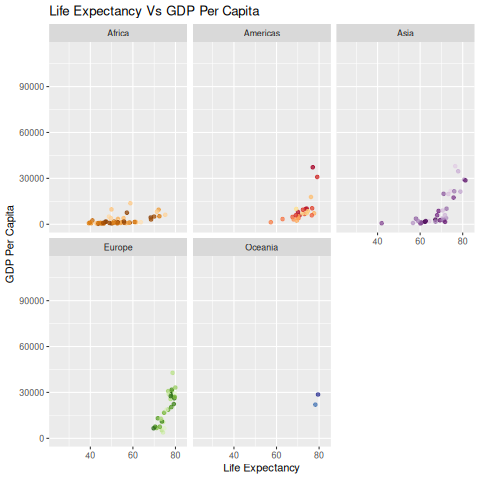 Life Expectancy Vs GDP Per Capita
Africa Americas Asia
90000
60000
30000
0
40 60 80
Europe Oceania
90000
60000
30000
0
40 60 80 40 60 80
Life Expectancy
GDP Per Capita